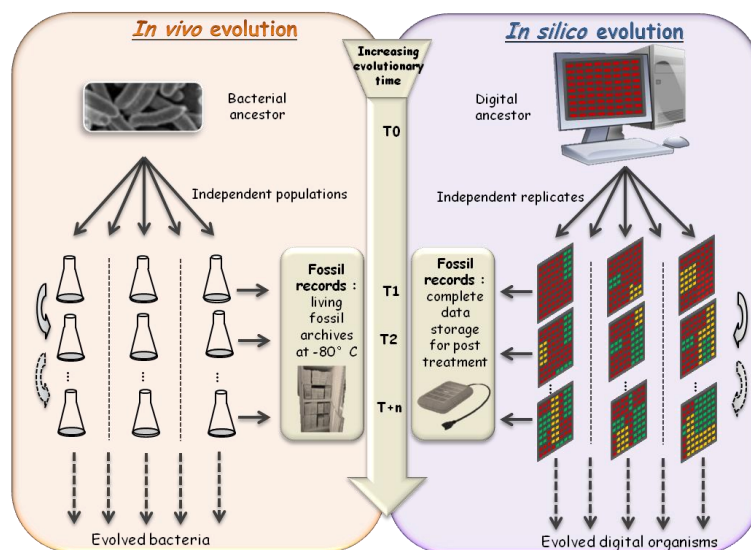 In vivo evolution
Bacterial
ancestor
Independent populations
Fossil
records :
living
fossil
archives
at -80° C
Evolved bacteria
Increasing
evolutionary
time
T0
T1
T2
T+n
In silico evolution
Digital
ancestor
Independent replicates
Fossil
records :
complete
data
storage
for post
treatment
Evolved digital organisms